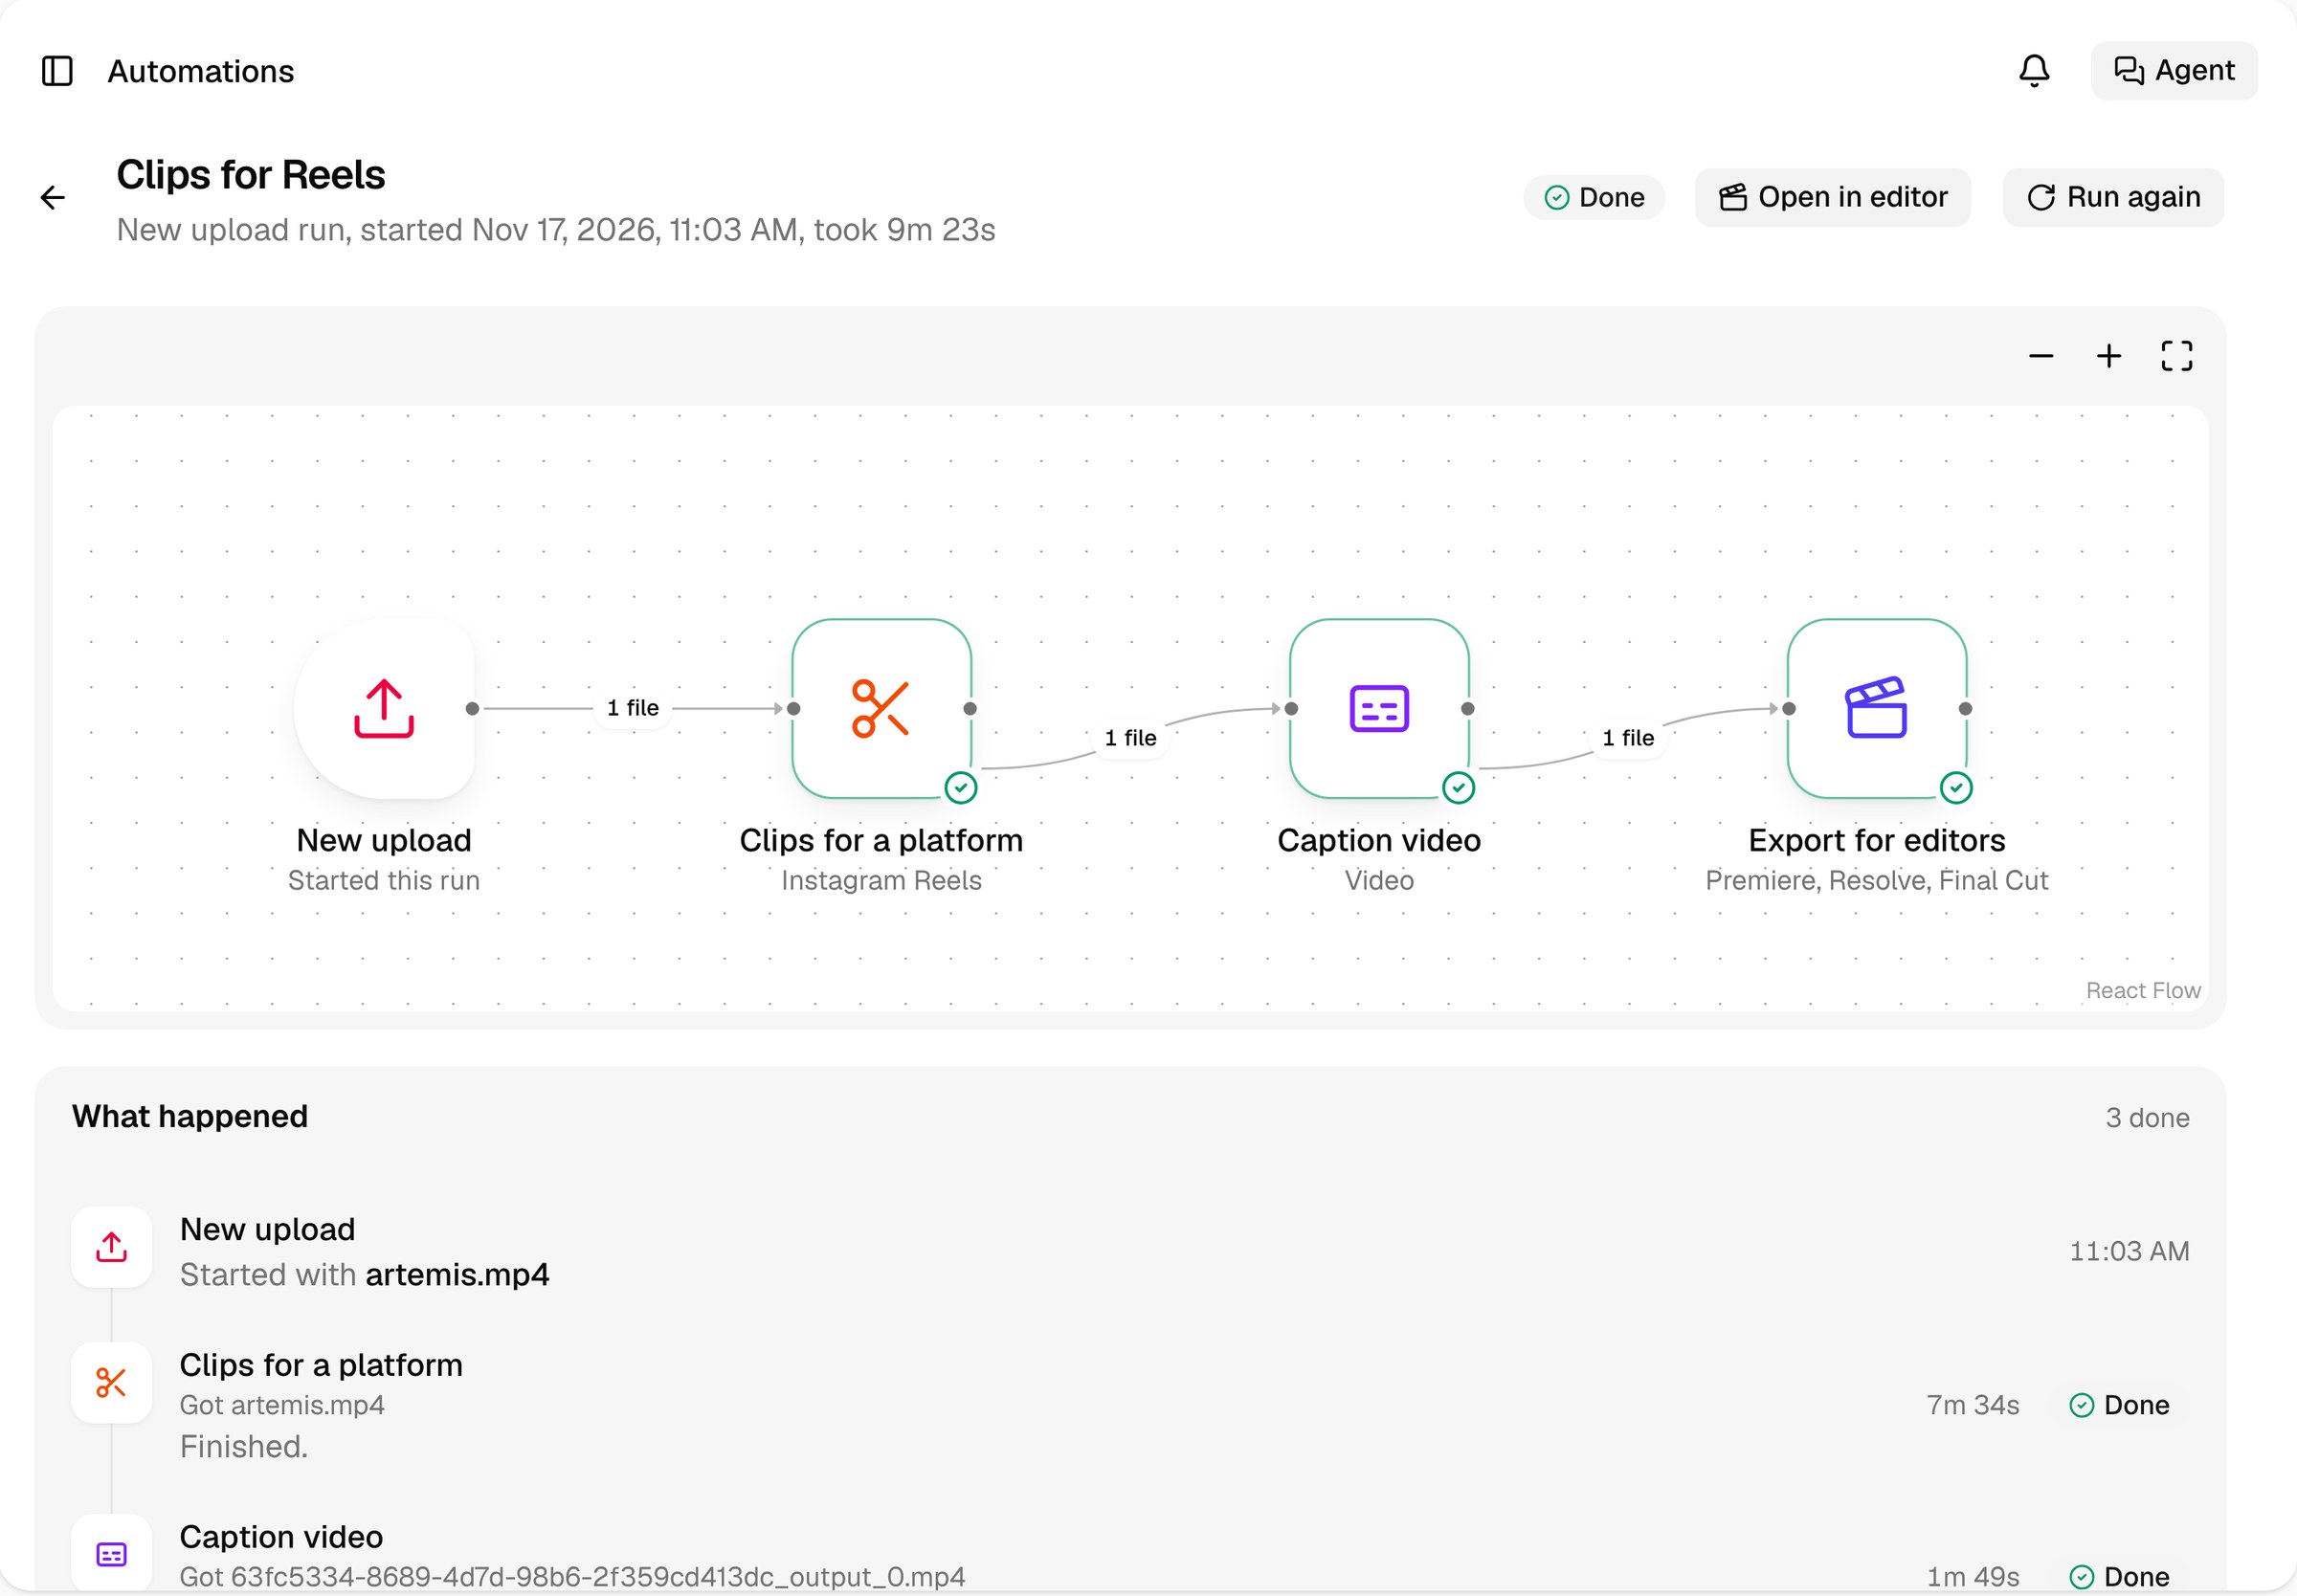 Automations
Agent
Clips for Reels
New upload run, started Nov 17, 2026, 11:03 AM, took 9m 23s
Done
Open in editor
Run again
1 file
1 file
1 file
New upload
Started this run
Clips for a platform
Instagram Reels
Caption video
Video
Export for editors
Premiere, Resolve, Final Cut
React Flow
What happened
3 done
New upload
Started with artemis.mp4
11:03 AM
Clips for a platform
Got artemis.mp4
Finished.
7m 34s
Done
Caption video
Got 63fc5334-8689-4d7d-98b6-2f359cd413dc_output_0.mp4
1m 49s
Done